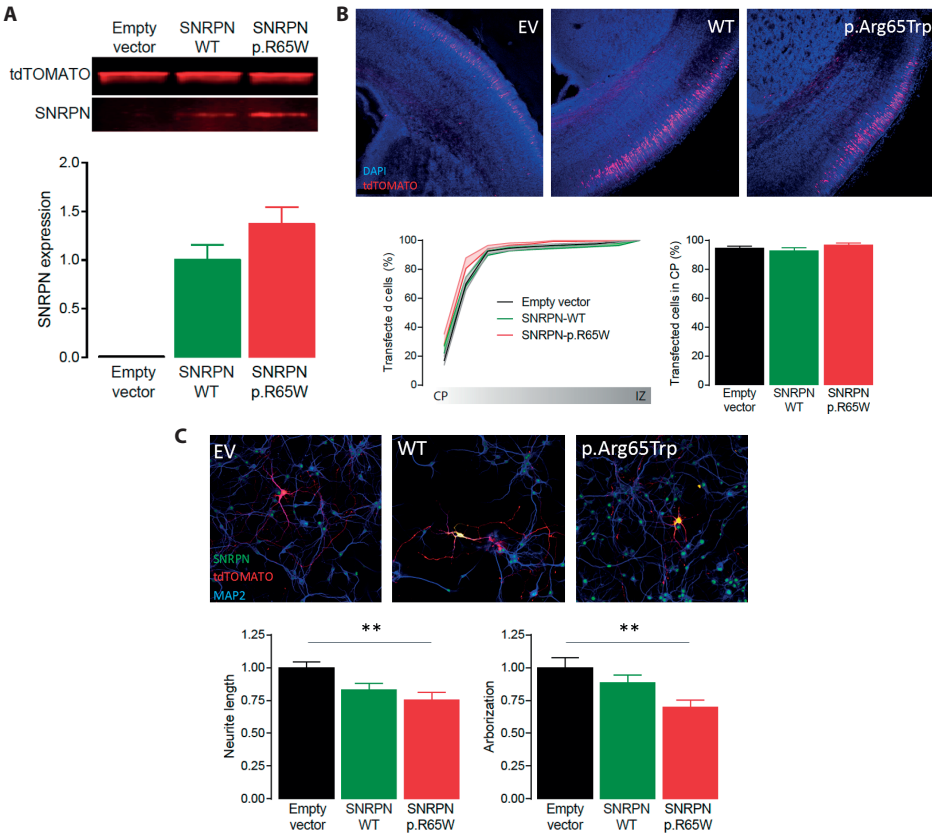 A
Empty
vector
SNRPN
WT
SNRPN
p.R65W
tdTOMATO
SNRPN
SNRPN expression
2.0
1.5
1.0
0.5
0.0
Empty
vector
SNRPN
WT
SNRPN
p.R65W
B
EV
WT
p.Arg65Trp
DAPI
tdTOMATO
Transfecte d cells (%)
100
80
60
40
20
0
Empty vector
SNRPN-WT
SNRPN-p.R65W
CP
IZ
Transfected cells in CP (%)
100
80
60
40
20
0
Empty
vector
SNRPN
WT
SNRPN
p.R65W
C
EV
WT
p.Arg65Trp
SNRPN
tdTOMATO
MAP2
Neurite length
1.25
1.00
0.75
0.50
0.25
0.00
**
Empty
vector
SNRPN
WT
SNRPN
p.R65W
Arborization
1.25
1.00
0.75
0.50
0.25
0.00
**
Empty
vector
SNRPN
WT
SNRPN
p.R65W